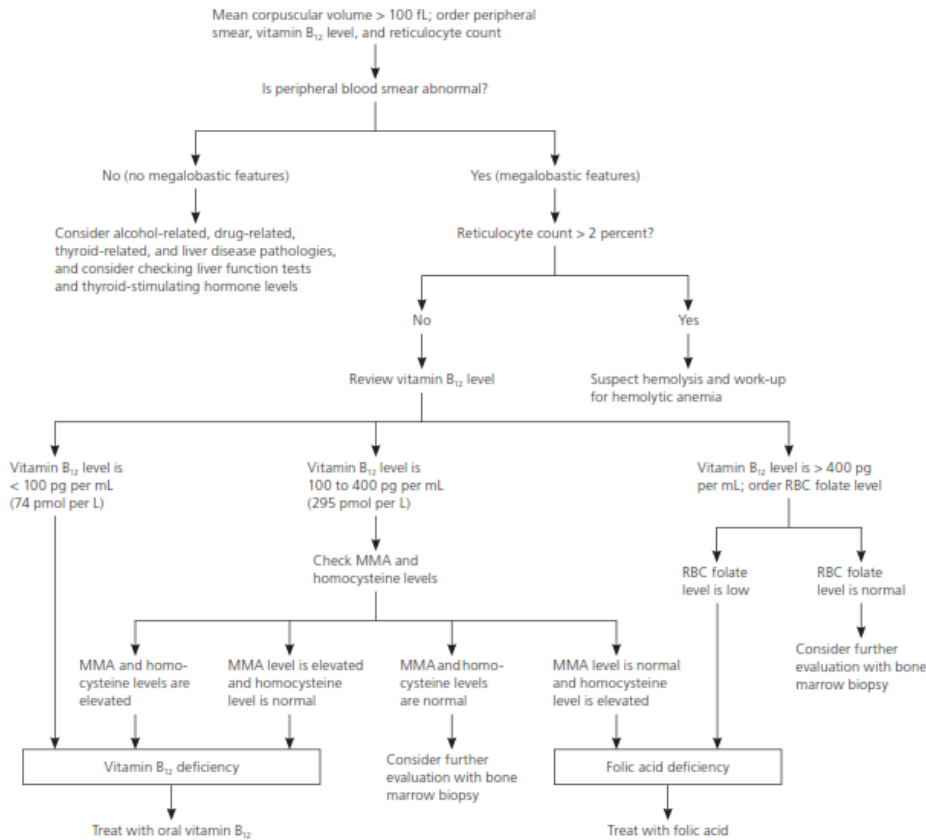 Mean corpuscular volume > 100 fL; order peripheral
smear, vitamin B₁₂ level, and reticulocyte count
Is peripheral blood smear abnormal?
No (no megalobastic features)
Yes (megalobastic features)
Consider alcohol-related, drug-related,
thyroid-related, and liver disease pathologies,
and consider checking liver function tests
and thyroid-stimulating hormone levels
Reticulocyte count > 2 percent?
No
Yes
Review vitamin B₁₂ level
Suspect hemolysis and work-up
for hemolytic anemia
Vitamin B₁₂ level is
< 100 pg per mL
(74 pmol per L)
Vitamin B₁₂ level is
100 to 400 pg per mL
(295 pmol per L)
Vitamin B₁₂ level is > 400 pg
per mL; order RBC folate level
Check MMA and
homocysteine levels
RBC folate
level is low
RBC folate
level is normal
MMA and homo-
cysteine levels are
elevated
MMA level is elevated
and homocysteine
level is normal
MMA and homo-
cysteine levels
are normal
MMA level is normal
and homocysteine
level is elevated
Consider further
evaluation with bone
marrow biopsy
Vitamin B₁₂ deficiency
Consider further
evaluation with bone
marrow biopsy
Folic acid deficiency
Treat with oral vitamin B₁₂
Treat with folic acid